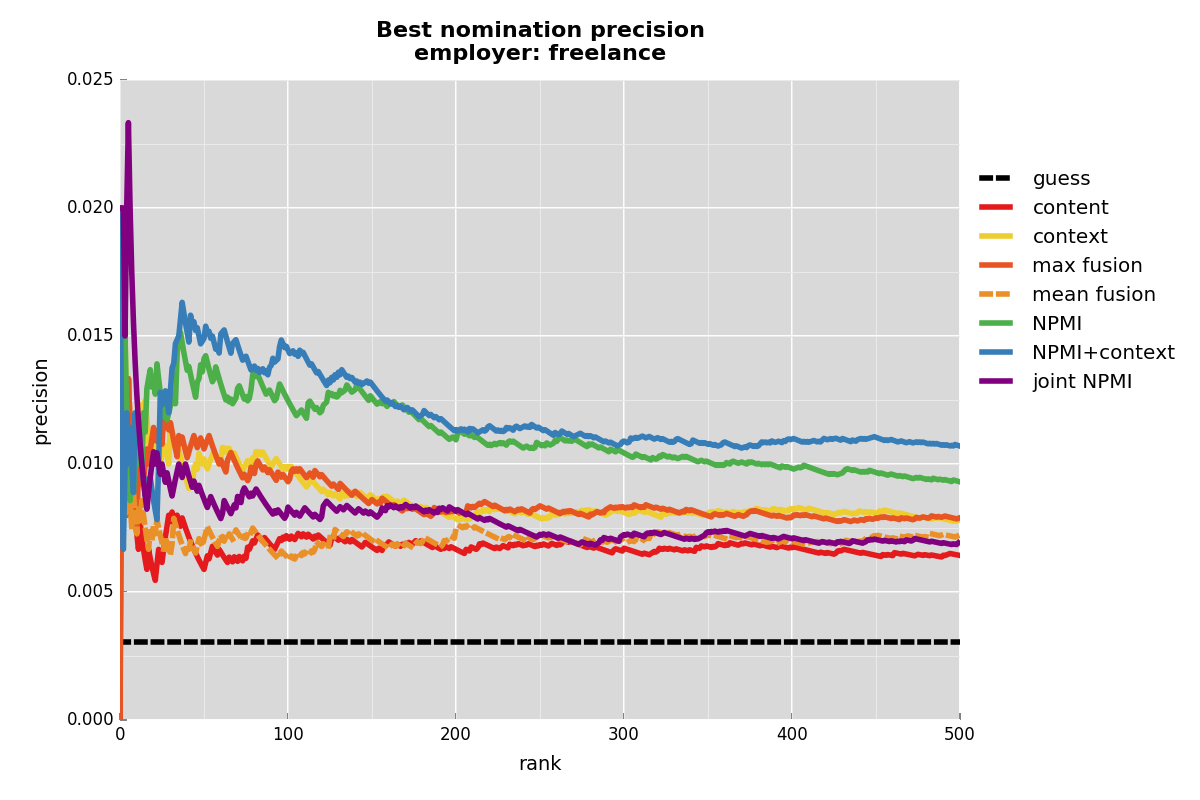 Best nomination precision
employer: freelance
precision
0.025
0.020
0.015
0.010
0.005
0.000
0
100
200
300
400
500
rank
guess
content
context
max fusion
mean fusion
NPMI
NPMI+context
joint NPMI